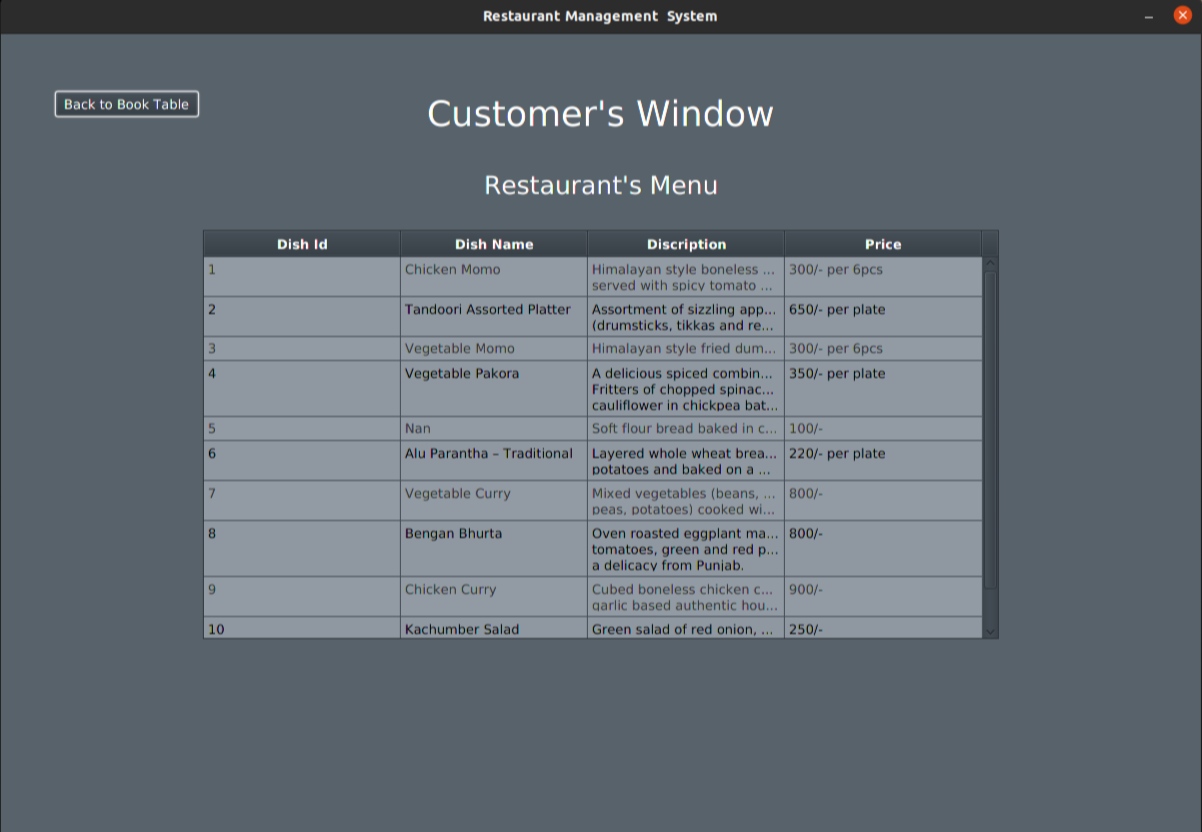 Restaurant Management System
Back to Book Table
Customer's Window
Restaurant's Menu
Dish Id Dish Name Discription Price
1 Chicken Momo Himalayan style boneless ... 300/- per 6pcs
served with spicy tomato ...
2 Tandoori Assorted Platter Assortment of sizzling app... 650/- per plate
(drumsticks, tikkas and re...
3 Vegetable Momo Himalayan style fried dum... 300/- per 6pcs
4 Vegetable Pakora A delicious spiced combin... 350/- per plate
Fritters of chopped spinac...
cauliflower in chickpea bat...
5 Nan Soft flour bread baked in c... 100/-
6 Alu Parantha – Traditional Layered whole wheat brea... 220/- per plate
potatoes and baked on a ...
7 Vegetable Curry Mixed vegetables (beans, ... 800/-
peas, potatoes) cooked wi...
8 Bengan Bhurta Oven roasted eggplant ma... 800/-
tomatoes, green and red p...
a delicacy from Punjab.
9 Chicken Curry Cubed boneless chicken c... 900/-
garlic based authentic hou...
10 Kachumber Salad Green salad of red onion, ... 250/-